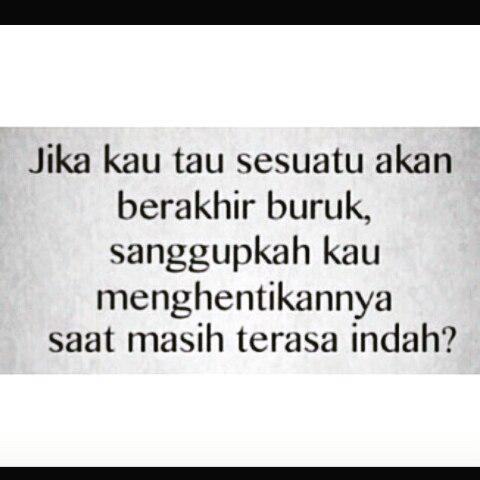 Jika kau tau sesuatu akan
berakhir buruk,
sanggupkah kau
menghentikannya
saat masih terasa indah?